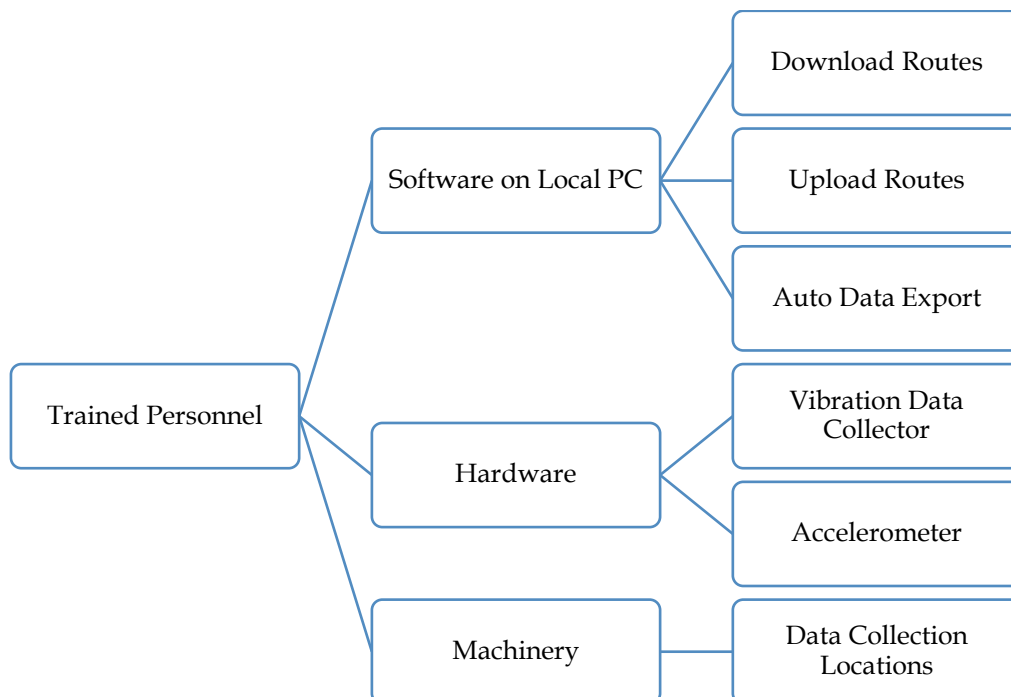 Trained Personnel
Software on Local PC
Download Routes
Upload Routes
Auto Data Export
Hardware
Vibration Data
Collector
Accelerometer
Machinery
Data Collection
Locations